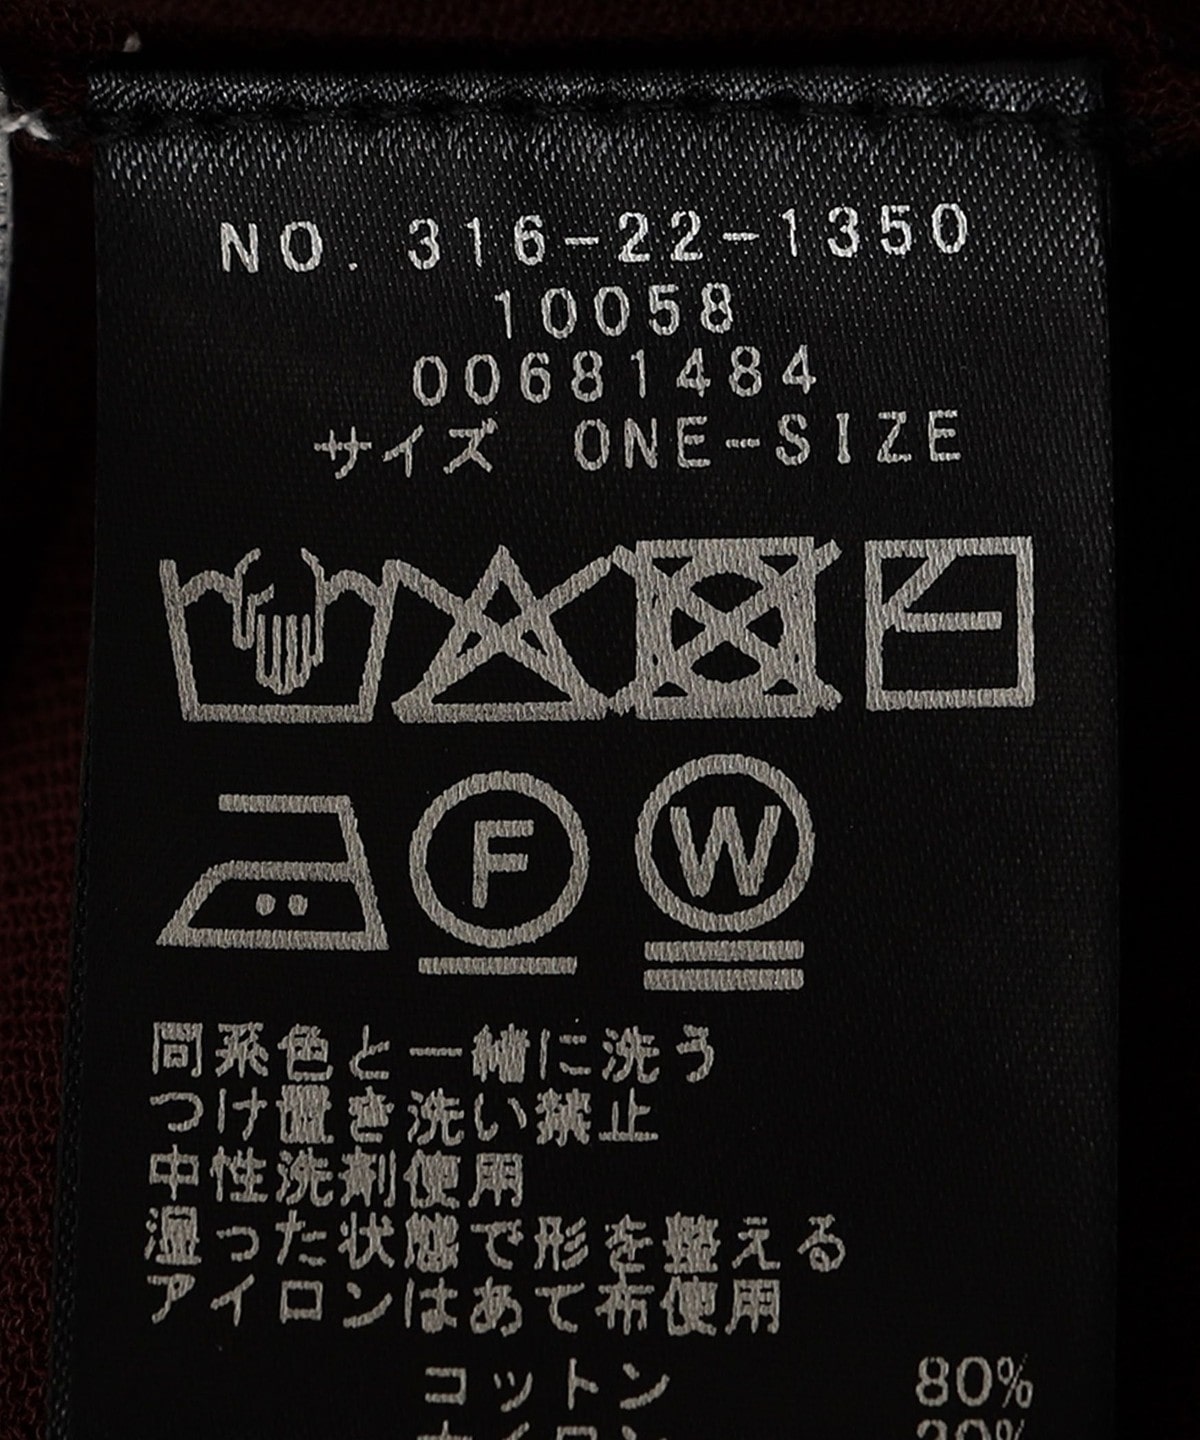 NO. 316-22-1350
10058
00681484
サイズ ONE-SIZE
F W
同系色と一緒に洗う
つけ置き洗い禁止
中性洗剤使用
湿った状態で形を整える
アイロンはあて布使用
コットン 80%